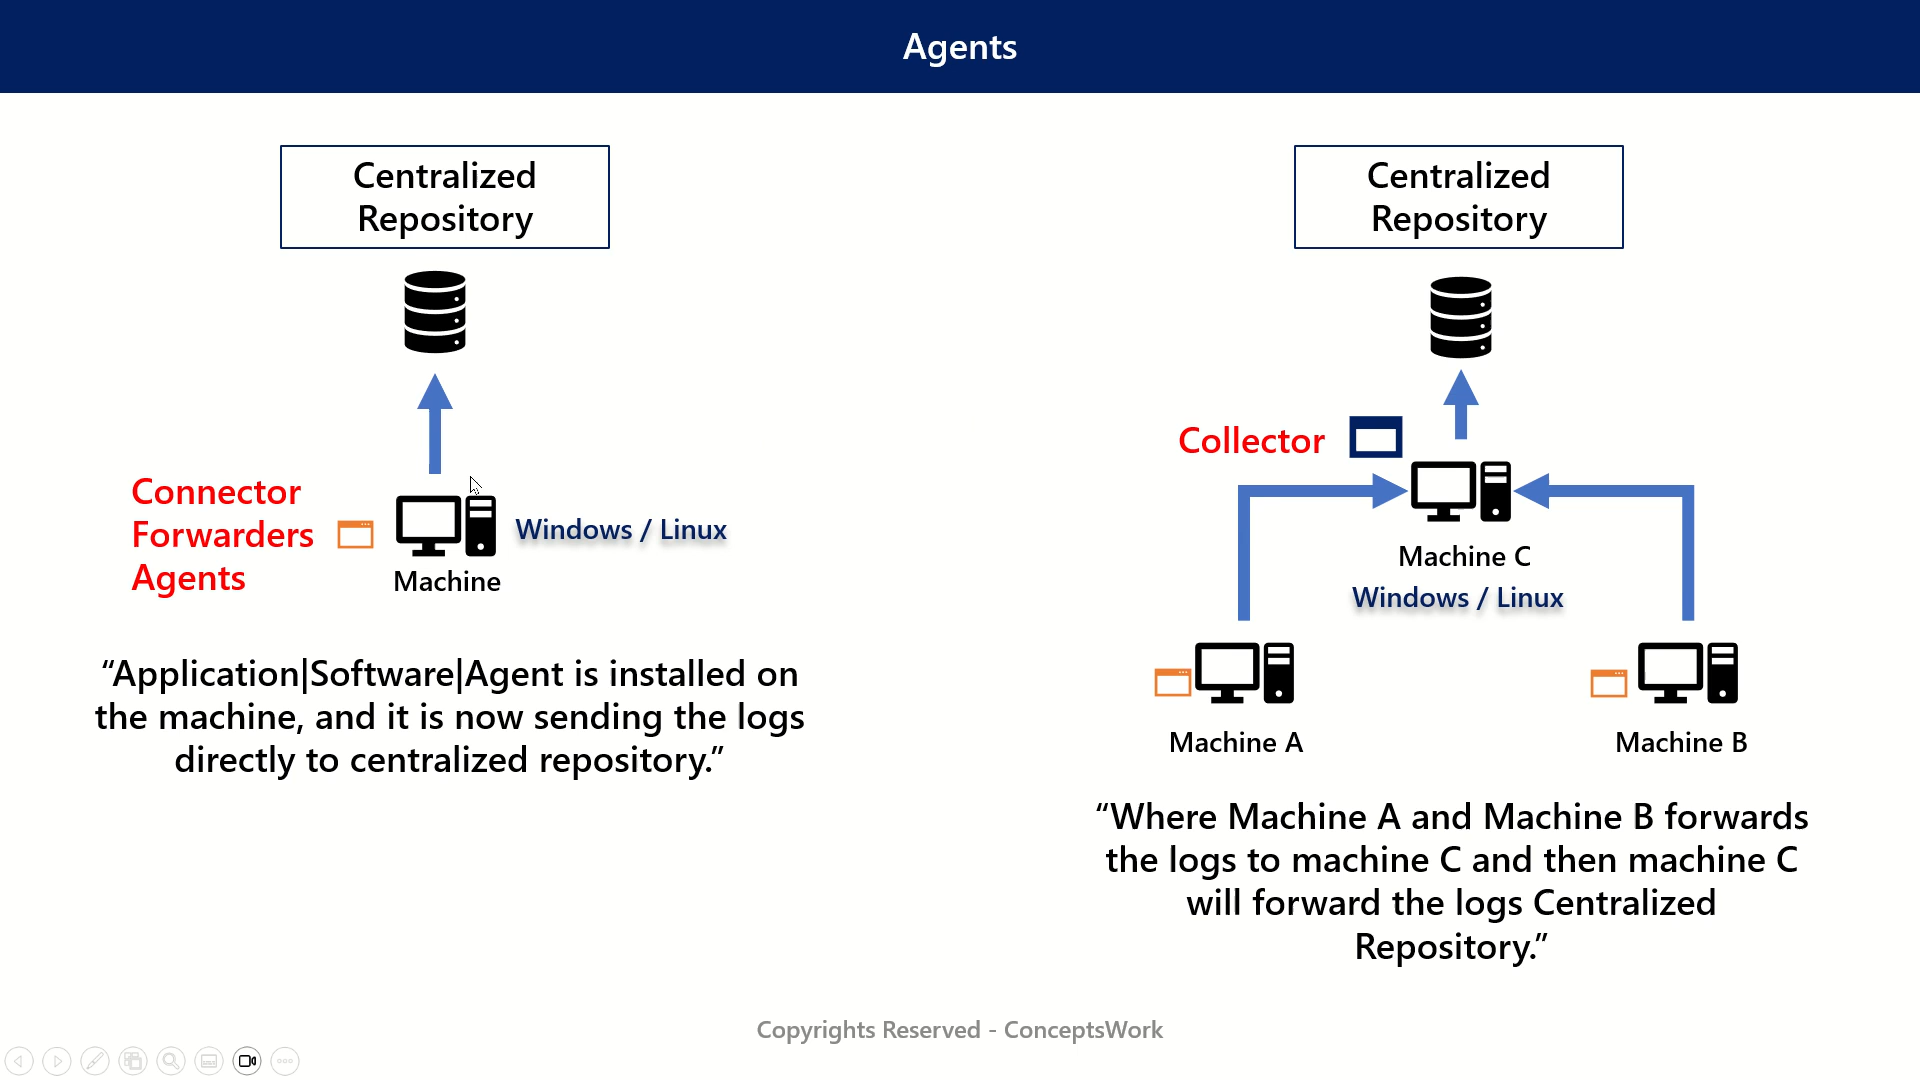 Agents
Centralized
Repository
Connector
Forwarders
Agents
Windows / Linux
Machine
“Application|Software|Agent is installed on
the machine, and it is now sending the logs
directly to centralized repository.”
Centralized
Repository
Collector
Machine C
Windows / Linux
Machine A
Machine B
“Where Machine A and Machine B forwards
the logs to machine C and then machine C
will forward the logs Centralized
Repository.”
Copyrights Reserved - ConceptsWork